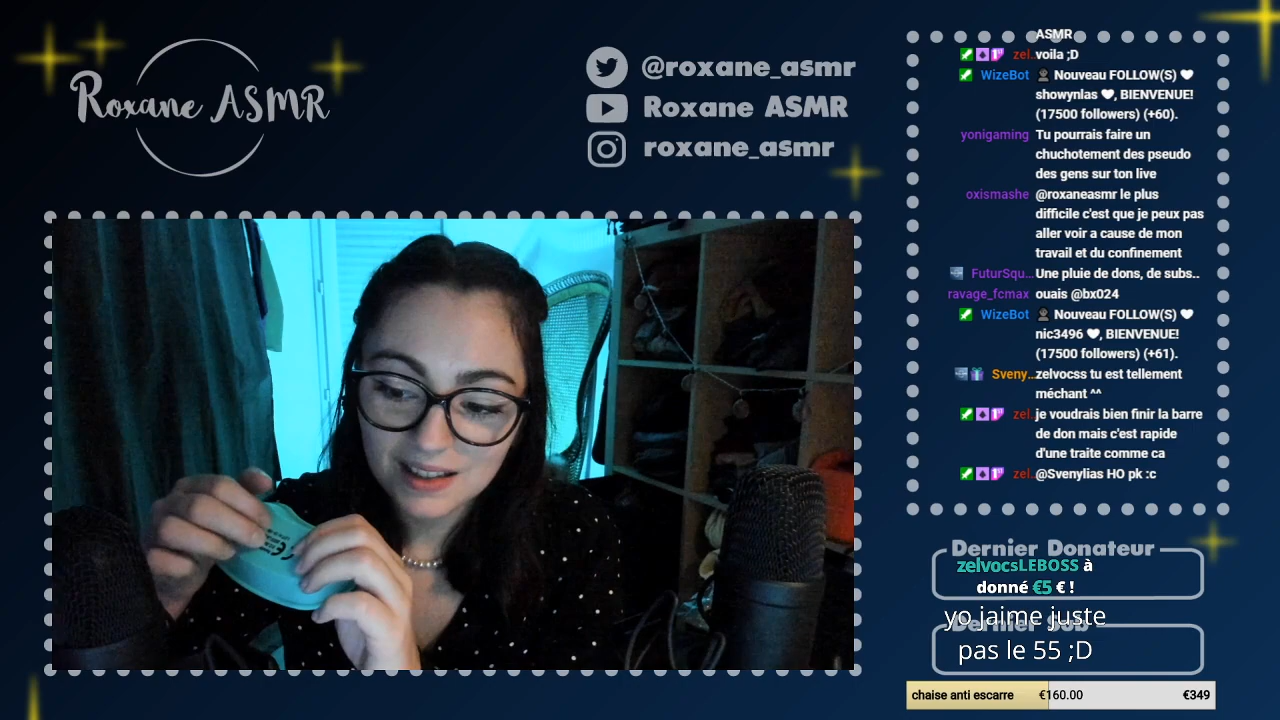 Roxane ASMR
@roxane_asmr
Roxane ASMR
roxane_asmr
ASMR
zel.. voila ;D
WizeBot Nouveau FOLLOW(S)
showynlas , BIENVENUE!
(17500 followers) (+60).
yonigaming Tu pourrais faire un
chuchotement des pseudo
des gens sur ton live
oxismashe @roxaneasmr le plus
difficile c'est que je peux pas
aller voir a cause de mon
travail et du confinement
FuturSqu... Une pluie de dons, de subs..
ravage_fcmax ouais @bx024
WizeBot Nouveau FOLLOW(S)
nic3496 , BIENVENUE!
(17500 followers) (+61).
Sveny... zelvocss tu est tellement
méchant ^^
zel.. je voudrais bien finir la barre
de don mais c'est rapide
d'une traite comme ca
zel.. @Svenylias HO pk :c
Dernier Donateur
zelvocsLEBOSS à
donné €5 € !
yo jaime juste
pas le 55 ;D
chaise anti escarre €160.00 €349